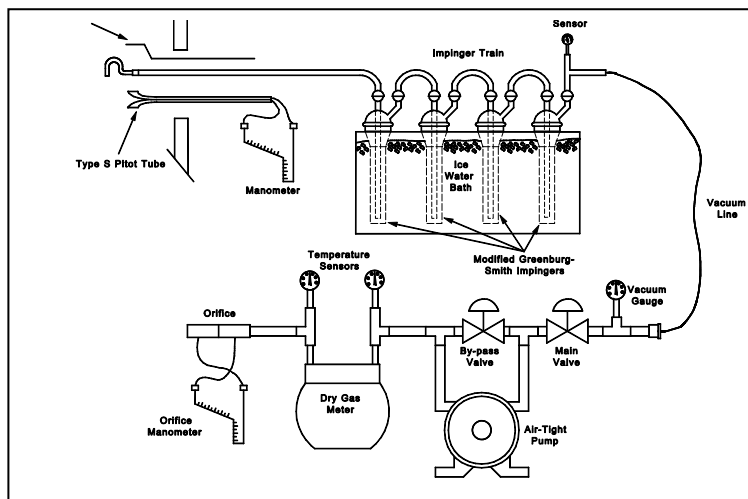 Sensor
Impinger Train
Type S Pitot Tube
Manometer
Ice
Water
Bath
Vacuum
Line
Temperature
Sensors
Modified Greenburg-
Smith Impingers
Vacuum
Gauge
Orifice
By-pass
Valve
Main
Valve
Dry Gas
Meter
Orifice
Manometer
Air-Tight
Pump